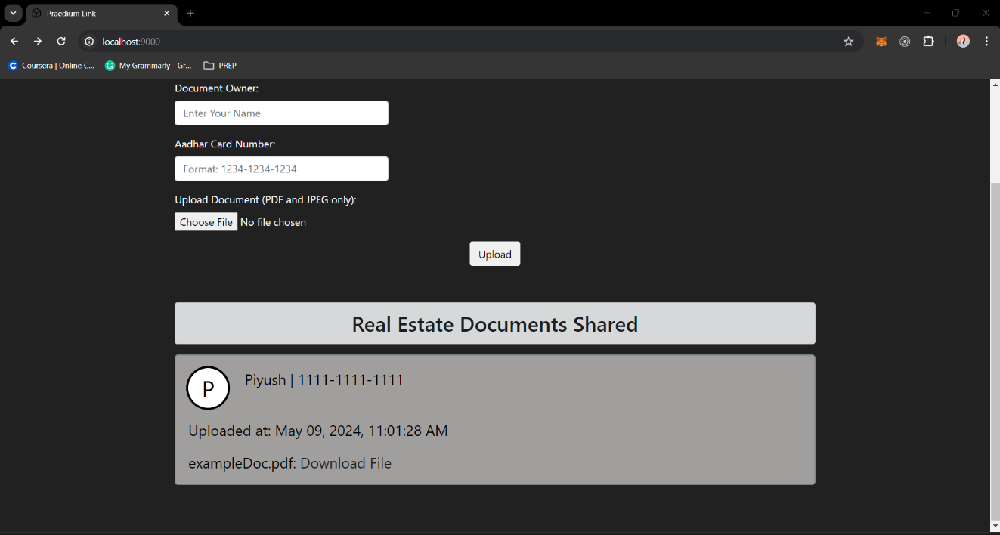 Praedium Link
localhost:9000
Coursera | Online C...
My Grammarly - Gr...
PREP
Document Owner:
Enter Your Name
Aadhar Card Number:
Format: 1234-1234-1234
Upload Document (PDF and JPEG only):
Choose File No file chosen
Upload
Real Estate Documents Shared
P
Piyush | 1111-1111-1111
Uploaded at: May 09, 2024, 11:01:28 AM
exampleDoc.pdf: Download File